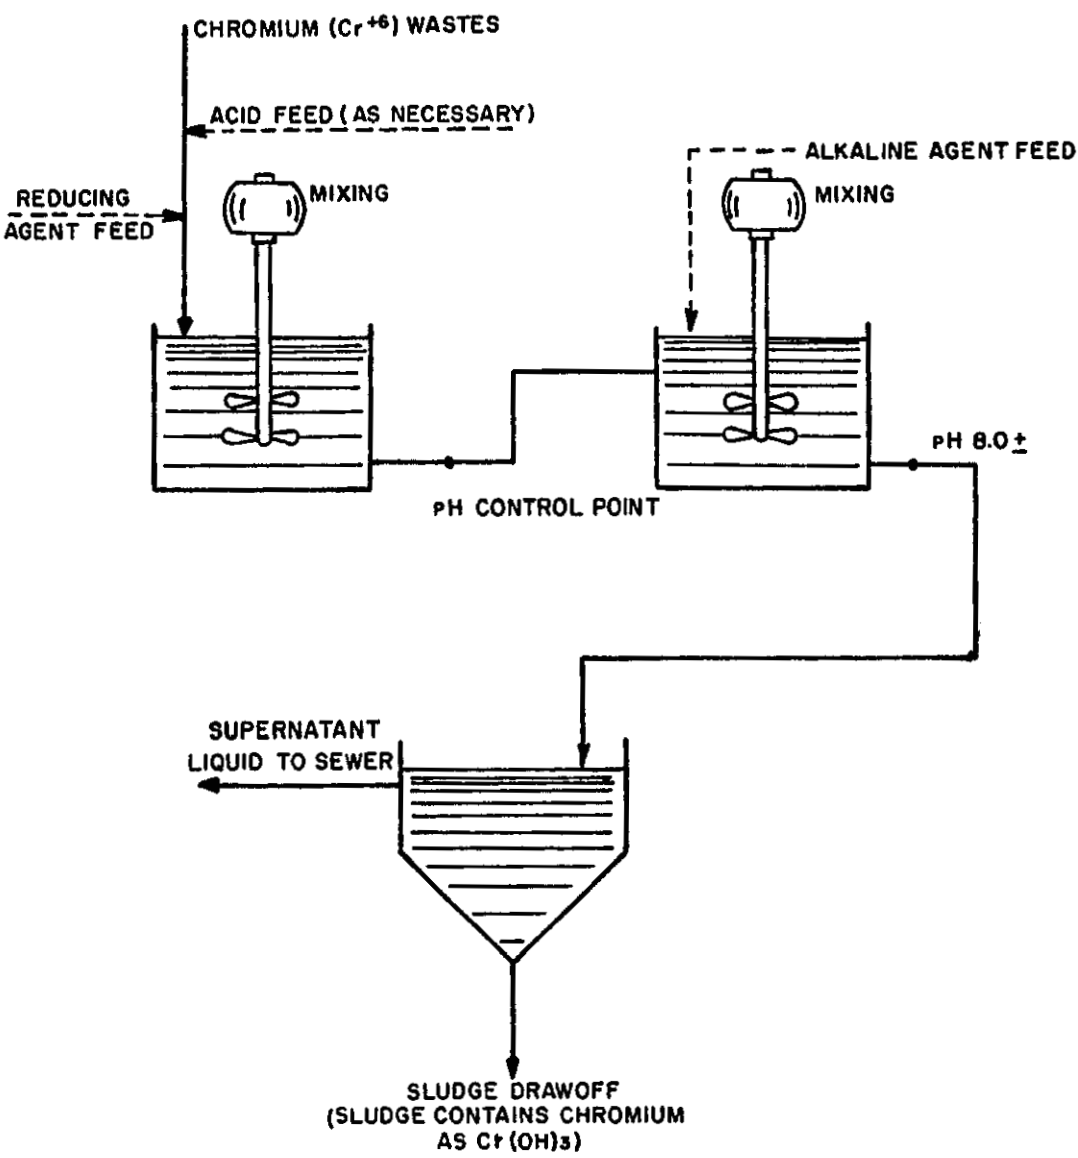 CHROMIUM (Cr+6) WASTES
ACID FEED (AS NECESSARY)
REDUCING
AGENT FEED
MIXING
ALKALINE AGENT FEED
MIXING
pH CONTROL POINT
pH 8.0 ±
SUPERNATANT
LIQUID TO SEWER
SLUDGE DRAWOFF
(SLUDGE CONTAINS CHROMIUM
AS Cr(OH)3)